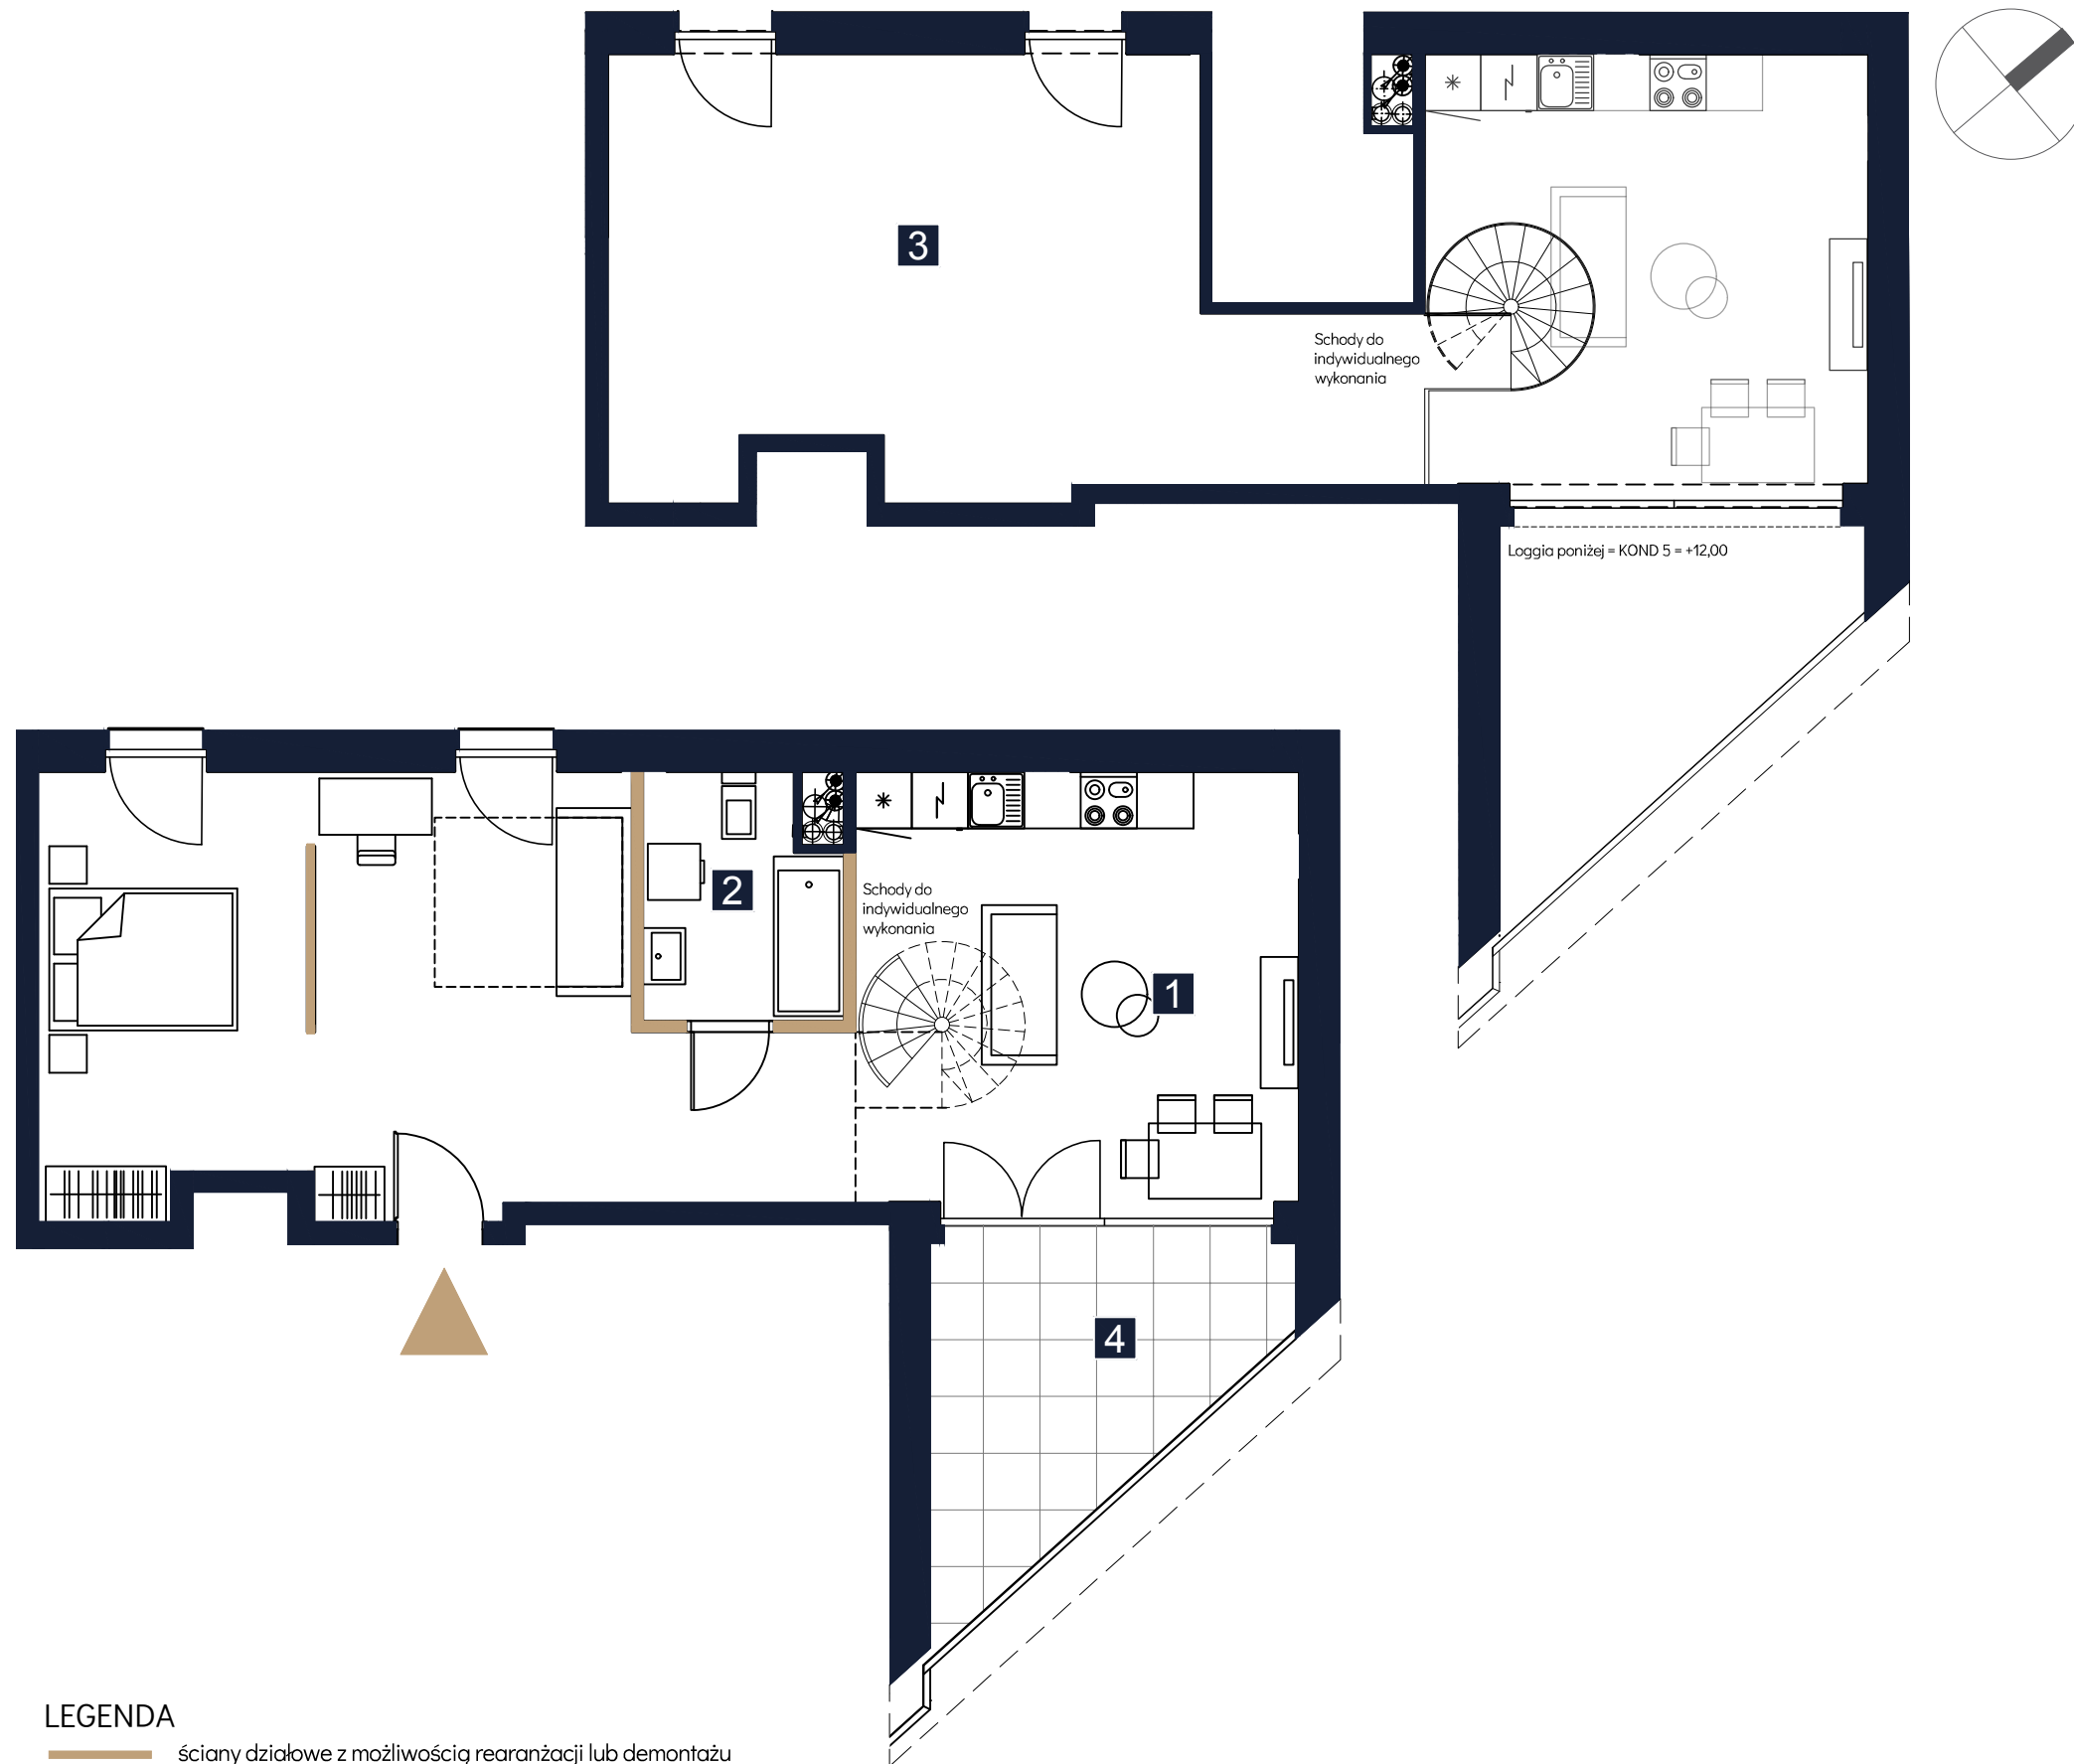 3
Schody do
indywidualnego
wykonania
Loggia poniżej = KOND 5 = +12,00
2
Schody do
indywidualnego
wykonania
1
4
LEGENDA
ściany działowe z możliwością rearanżacji lub demontażu